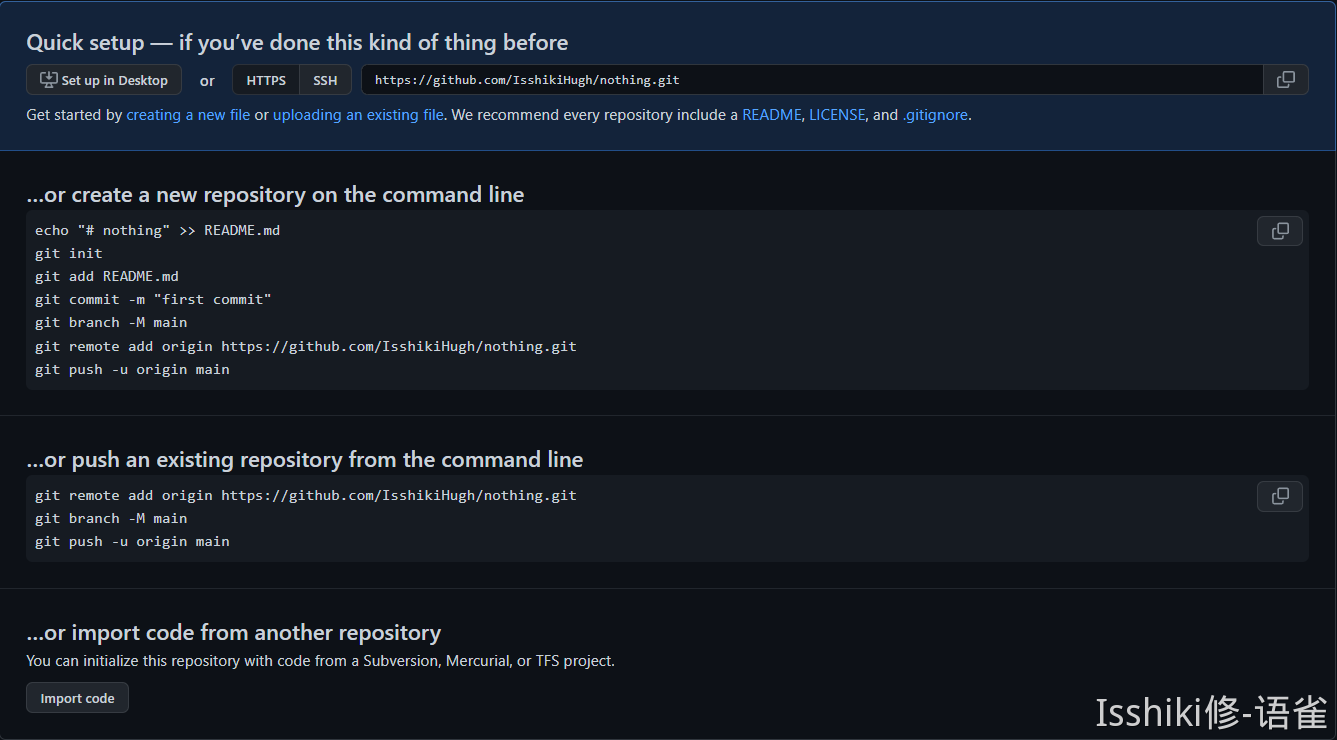 Quick setup — if you’ve done this kind of thing before
Set up in Desktop or HTTPS SSH https://github.com/IsshikiHugh/nothing.git
Get started by creating a new file or uploading an existing file. We recommend every repository include a README, LICENSE, and .gitignore.
…or create a new repository on the command line
echo "# nothing" >> README.md
git init
git add README.md
git commit -m "first commit"
git branch -M main
git remote add origin https://github.com/IsshikiHugh/nothing.git
git push -u origin main
…or push an existing repository from the command line
git remote add origin https://github.com/IsshikiHugh/nothing.git
git branch -M main
git push -u origin main
…or import code from another repository
You can initialize this repository with code from a Subversion, Mercurial, or TFS project.
Import code
Isshiki修-语雀